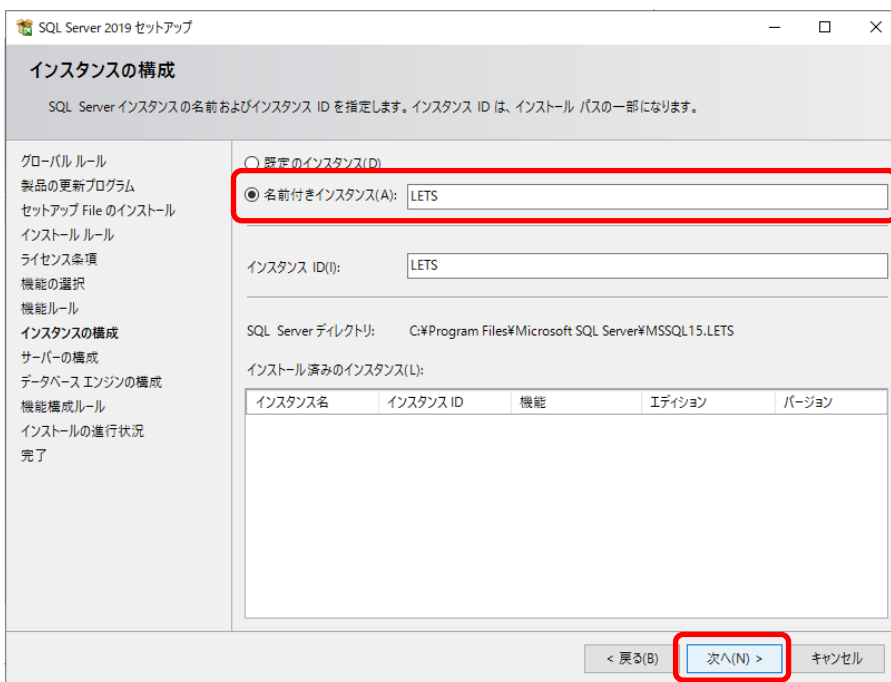 SQL Server 2019 セットアップ
インスタンスの構成
SQL Server インスタンスの名前およびインスタンス ID を指定します。インスタンス ID は、インストール パスの一部になります。
グローバル ルール
製品の更新プログラム
セットアップ File のインストール
インストール ルール
ライセンス条項
機能の選択
機能ルール
インスタンスの構成
サーバーの構成
データベース エンジンの構成
機能構成ルール
インストールの進行状況
完了
既定のインスタンス(D)
名前付きインスタンス(A): LETS
インスタンス ID(I): LETS
SQL Server ディレクトリ: C:¥Program Files¥Microsoft SQL Server¥MSSQL15.LETS
インストール済みのインスタンス(L):
インスタンス名 インスタンス ID 機能 エディション バージョン
< 戻る(B) 次へ(N) > キャンセル